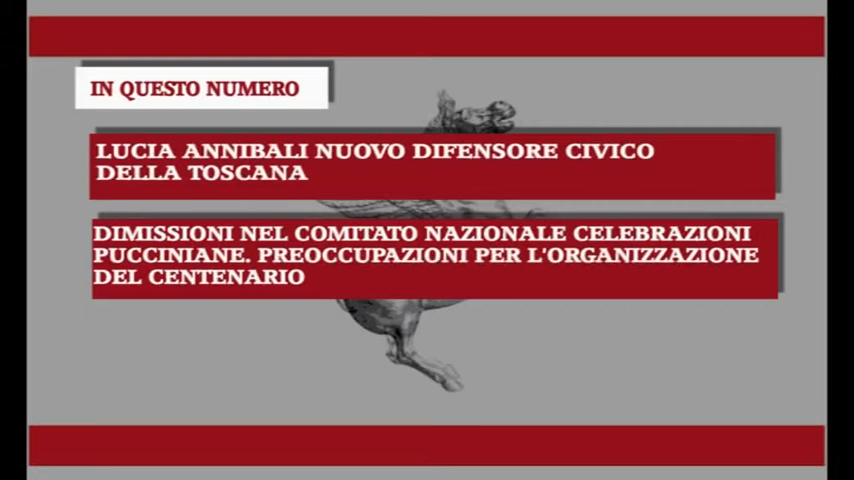 IN QUESTO NUMERO
LUCIA ANNIBALI NUOVO DIFENSORE CIVICO
DELLA TOSCANA
DIMISSIONI NEL COMITATO NAZIONALE CELEBRAZIONI
PUCCINIANE. PREOCCUPAZIONI PER L'ORGANIZZAZIONE
DEL CENTENARIO